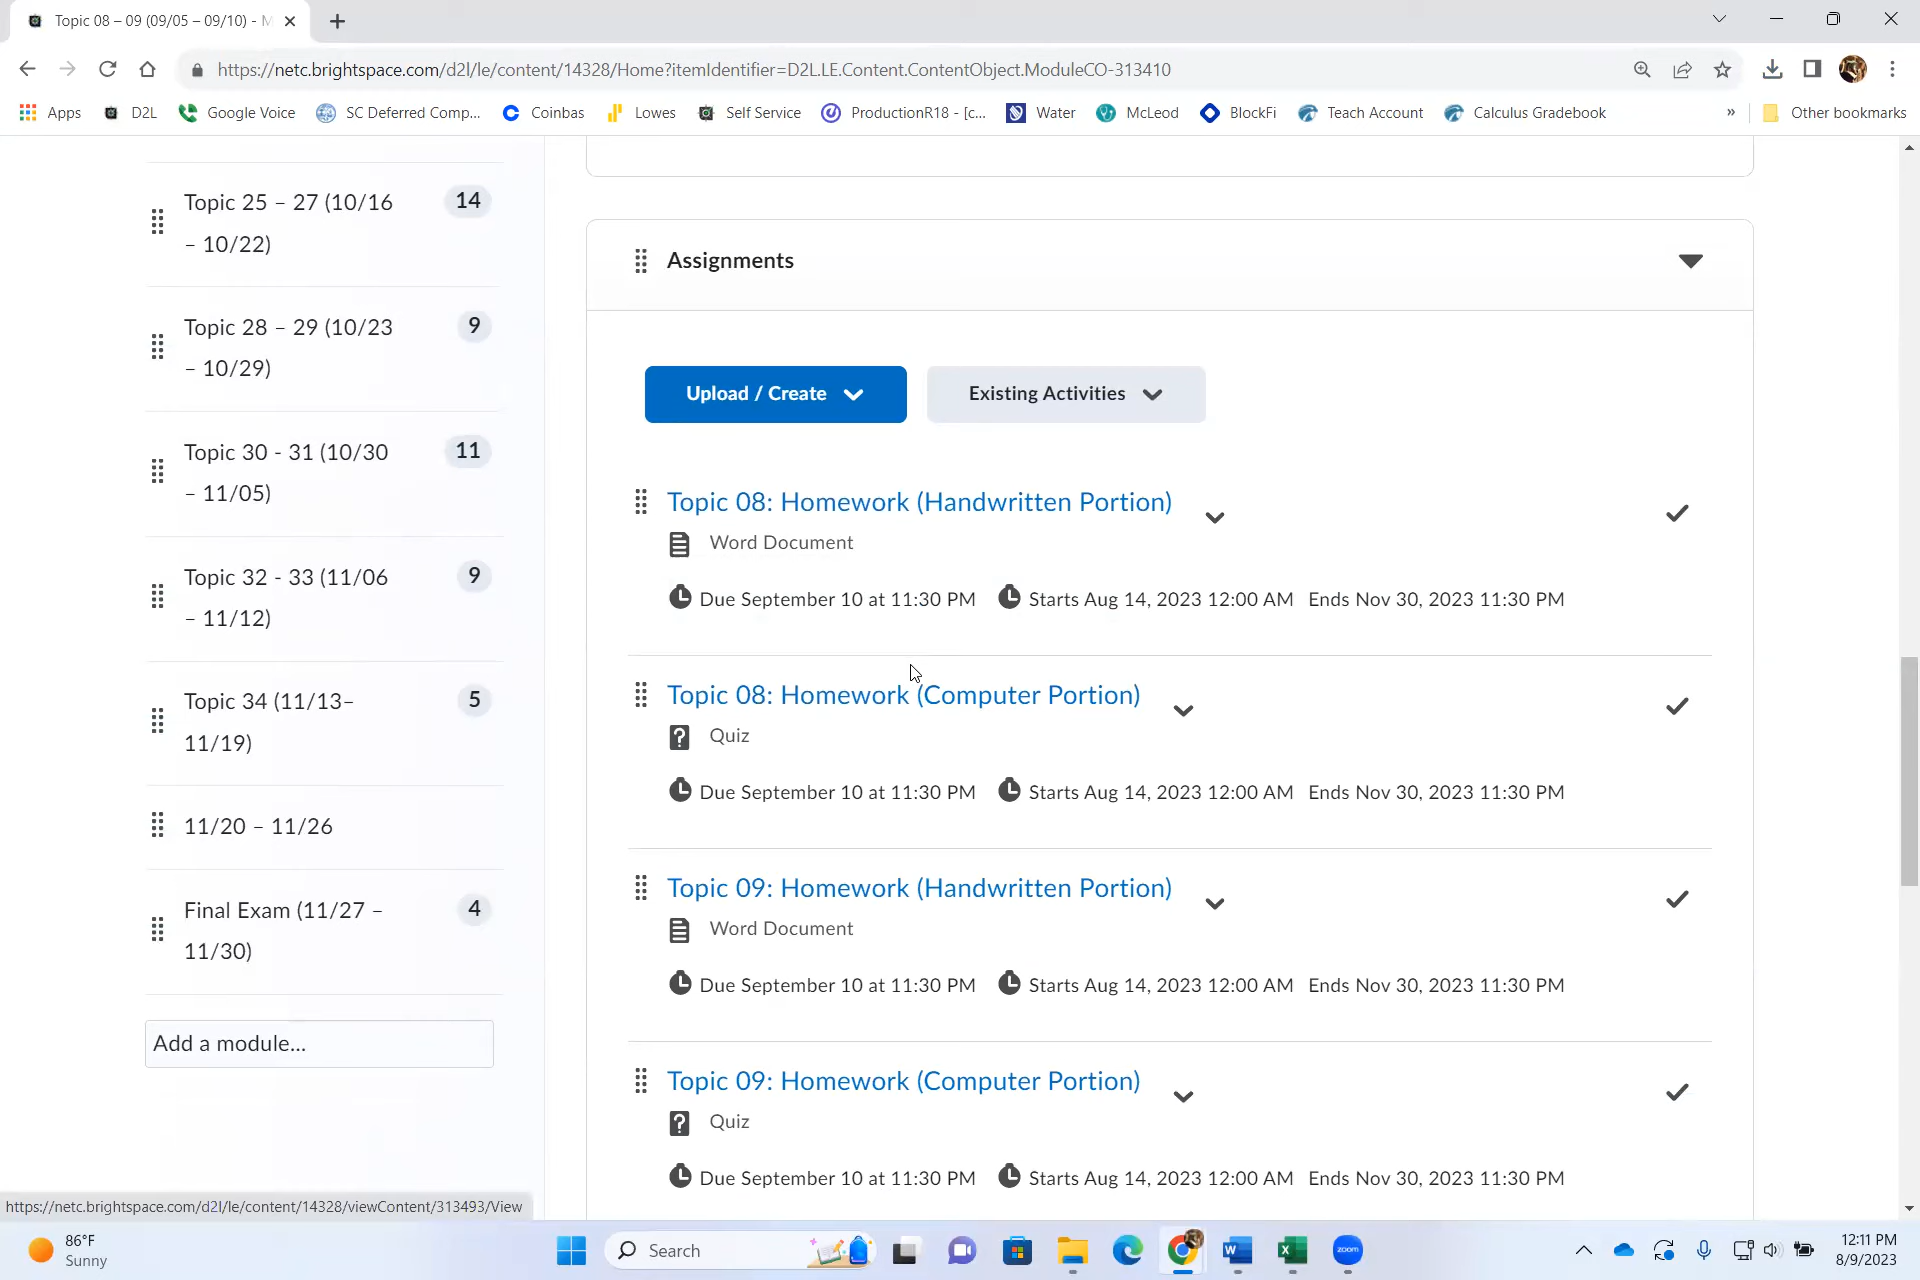 Topic 08 – 09 (09/05 – 09/10) - M
https://netc.brightspace.com/d2l/le/content/14328/Home?itemIdentifier=D2L.LE.Content.ContentObject.ModuleCO-313410
Apps D2L Google Voice SC Deferred Comp... Coinbas Lowes Self Service ProductionR18 - [c... Water McLeod BlockFi Teach Account Calculus Gradebook » Other bookmarks
Topic 25 – 27 (10/16 14
– 10/22)
Topic 28 – 29 (10/23 9
– 10/29)
Topic 30 - 31 (10/30 11
– 11/05)
Topic 32 - 33 (11/06 9
– 11/12)
Topic 34 (11/13– 5
11/19)
11/20 – 11/26
Final Exam (11/27 – 4
11/30)
Add a module...
Assignments
Upload / Create Existing Activities
Topic 08: Homework (Handwritten Portion)
Word Document
Due September 10 at 11:30 PM Starts Aug 14, 2023 12:00 AM Ends Nov 30, 2023 11:30 PM
Topic 08: Homework (Computer Portion)
Quiz
Due September 10 at 11:30 PM Starts Aug 14, 2023 12:00 AM Ends Nov 30, 2023 11:30 PM
Topic 09: Homework (Handwritten Portion)
Word Document
Due September 10 at 11:30 PM Starts Aug 14, 2023 12:00 AM Ends Nov 30, 2023 11:30 PM
Topic 09: Homework (Computer Portion)
Quiz
Due September 10 at 11:30 PM Starts Aug 14, 2023 12:00 AM Ends Nov 30, 2023 11:30 PM
https://netc.brightspace.com/d2l/le/content/14328/viewContent/313493/View
86°F
Sunny
Search
zoom
12:11 PM
8/9/2023